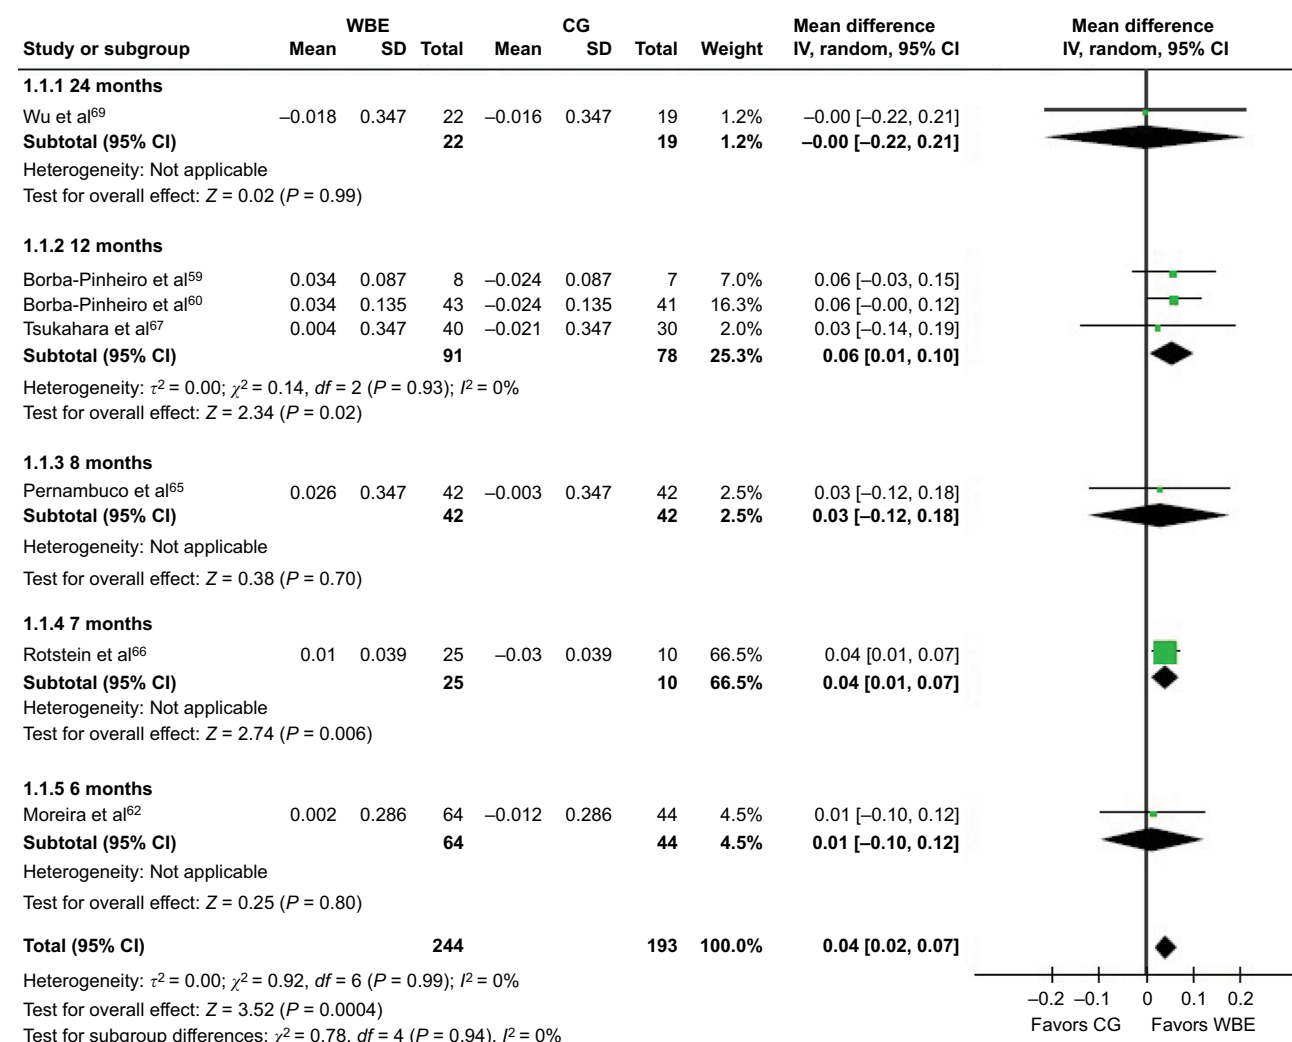 WBE CG Mean difference Mean difference
Study or subgroup Mean SD Total Mean SD Total Weight IV, random, 95% CI IV, random, 95% CI
1.1.1 24 months
Wu et al⁶⁹ –0.018 0.347 22 –0.016 0.347 19 1.2% –0.00 [–0.22, 0.21]
Subtotal (95% CI) 22 19 1.2% –0.00 [–0.22, 0.21]
Heterogeneity: Not applicable
Test for overall effect: Z = 0.02 (P = 0.99)
1.1.2 12 months
Borba-Pinheiro et al⁵⁹ 0.034 0.087 8 –0.024 0.087 7 7.0% 0.06 [–0.03, 0.15]
Borba-Pinheiro et al⁶⁰ 0.034 0.135 43 –0.024 0.135 41 16.3% 0.06 [–0.00, 0.12]
Tsukahara et al⁶⁷ 0.004 0.347 40 –0.021 0.347 30 2.0% 0.03 [–0.14, 0.19]
Subtotal (95% CI) 91 78 25.3% 0.06 [0.01, 0.10]
Heterogeneity: τ² = 0.00; χ² = 0.14, df = 2 (P = 0.93); I² = 0%
Test for overall effect: Z = 2.34 (P = 0.02)
1.1.3 8 months
Pernambuco et al⁶⁵ 0.026 0.347 42 –0.003 0.347 42 2.5% 0.03 [–0.12, 0.18]
Subtotal (95% CI) 42 42 2.5% 0.03 [–0.12, 0.18]
Heterogeneity: Not applicable
Test for overall effect: Z = 0.38 (P = 0.70)
1.1.4 7 months
Rotstein et al⁶⁶ 0.01 0.039 25 –0.03 0.039 10 66.5% 0.04 [0.01, 0.07]
Subtotal (95% CI) 25 10 66.5% 0.04 [0.01, 0.07]
Heterogeneity: Not applicable
Test for overall effect: Z = 2.74 (P = 0.006)
1.1.5 6 months
Moreira et al⁶² 0.002 0.286 64 –0.012 0.286 44 4.5% 0.01 [–0.10, 0.12]
Subtotal (95% CI) 64 44 4.5% 0.01 [–0.10, 0.12]
Heterogeneity: Not applicable
Test for overall effect: Z = 0.25 (P = 0.80)
Total (95% CI) 244 193 100.0% 0.04 [0.02, 0.07]
Heterogeneity: τ² = 0.00; χ² = 0.92, df = 6 (P = 0.99); I² = 0%
Test for overall effect: Z = 3.52 (P = 0.0004)
Test for subgroup differences: χ² = 0.78, df = 4 (P = 0.94), I² = 0%
–0.2 –0.1 0 0.1 0.2
Favors CG Favors WBE